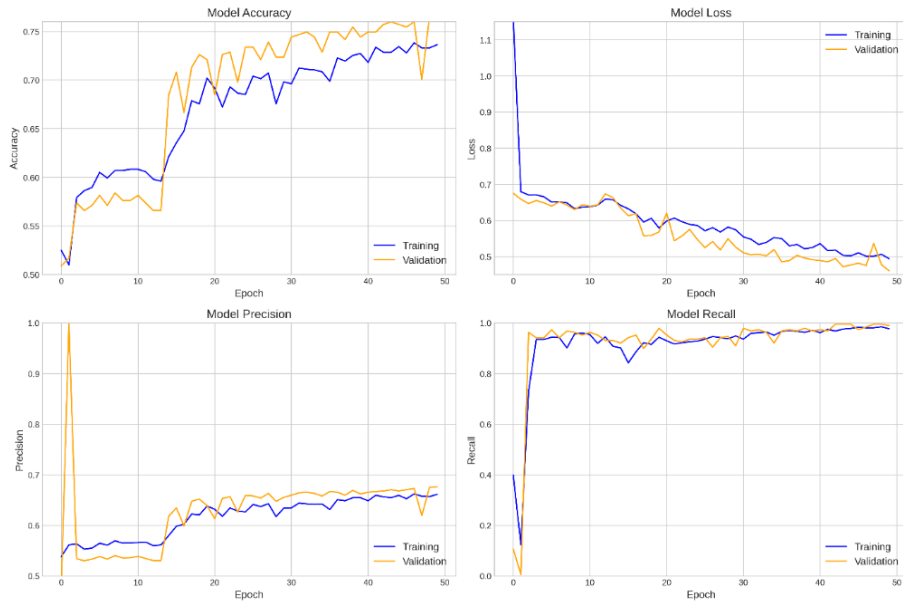 Model Accuracy
0.75
0.70
0.65
0.60
0.55
0.50
Accuracy
0
10
20
30
40
50
Epoch
Training
Validation
Model Loss
1.1
1.0
0.9
0.8
0.7
0.6
0.5
Loss
0
10
20
30
40
50
Epoch
Training
Validation
Model Precision
1.0
0.9
0.8
0.7
0.6
0.5
Precision
0
10
20
30
40
50
Epoch
Training
Validation
Model Recall
1.0
0.8
0.6
0.4
0.2
0.0
Recall
0
10
20
30
40
50
Epoch
Training
Validation